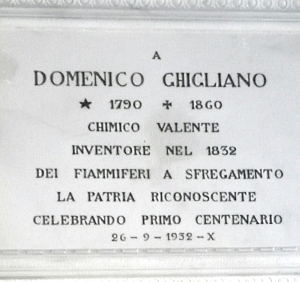 A
DOMENICO GHIGLIANO
★ 1790 ✝ 1860
CHIMICO VALENTE
INVENTORE NEL 1832
DEI FIAMMIFERI A SFREGAMENTO
LA PATRIA RICONOSCENTE
CELEBRANDO PRIMO CENTENARIO
26-9-1932-X